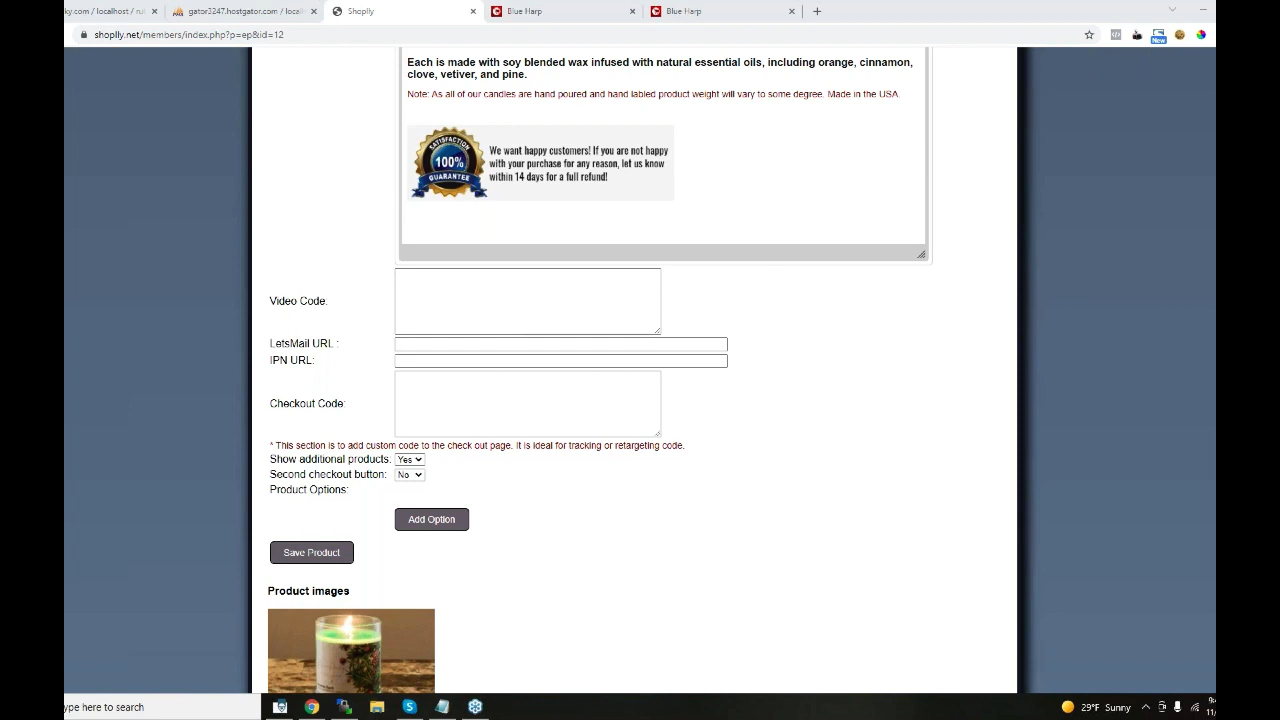 ky.com / localhost / rul
gator3247.hostgator.com / local
Shoplly
Blue Harp
Blue Harp
shoplly.net/members/index.php?p=ep&id=12
New
Each is made with soy blended wax infused with natural essential oils, including orange, cinnamon,
clove, vetiver, and pine.
Note: As all of our candles are hand poured and hand labled product weight will vary to some degree. Made in the USA.
SATISFACTION
100%
GUARANTEE
We want happy customers! If you are not happy
with your purchase for any reason, let us know
within 14 days for a full refund!
Video Code:
LetsMail URL :
IPN URL:
Checkout Code:
* This section is to add custom code to the check out page. It is ideal for tracking or retargeting code.
Show additional products: Yes
Second checkout button: No
Product Options:
Add Option
Save Product
Product images
ype here to search
29°F Sunny